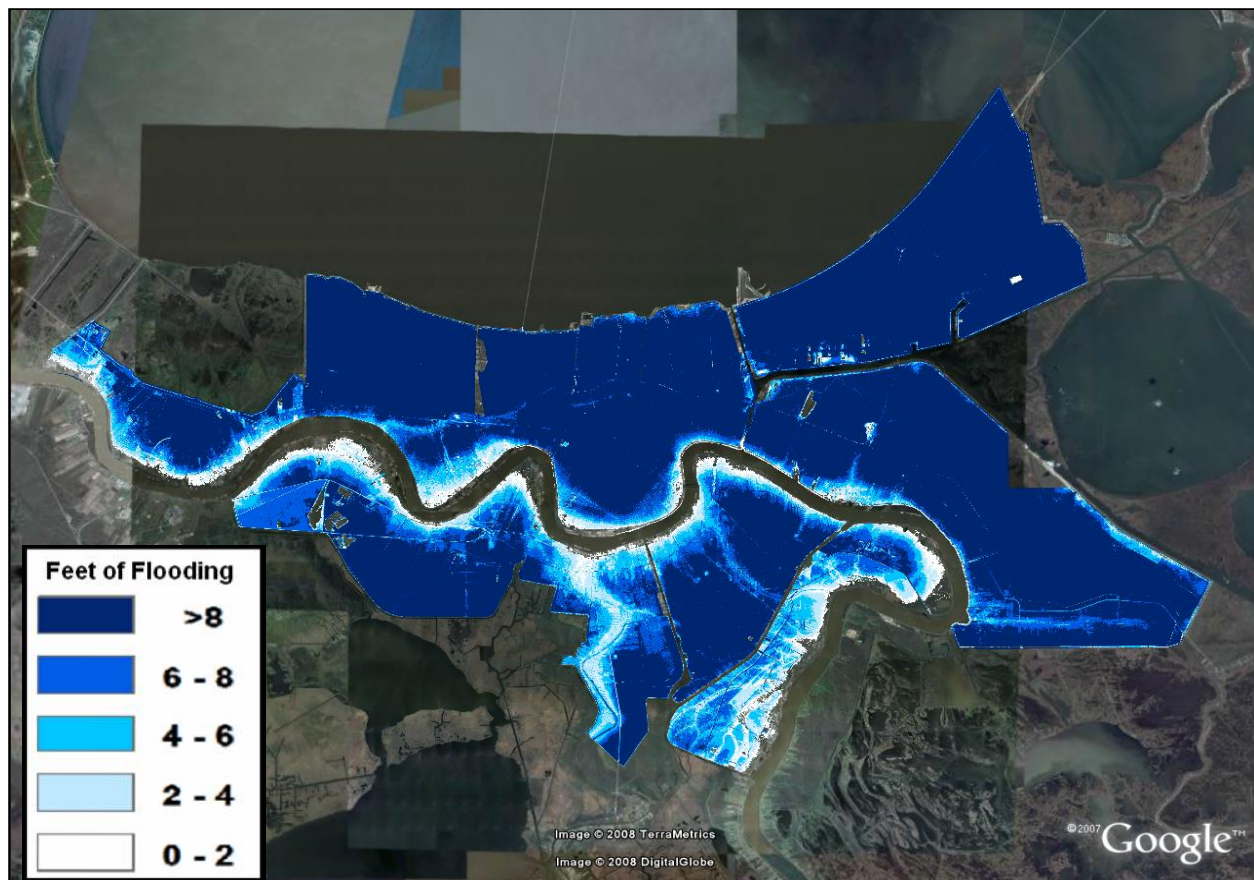 Feet of Flooding
>8
6 - 8
4 - 6
2 - 4
0 - 2
Image © 2008 TerraMetrics
Image © 2008 DigitalGlobe
© 2007 Google™